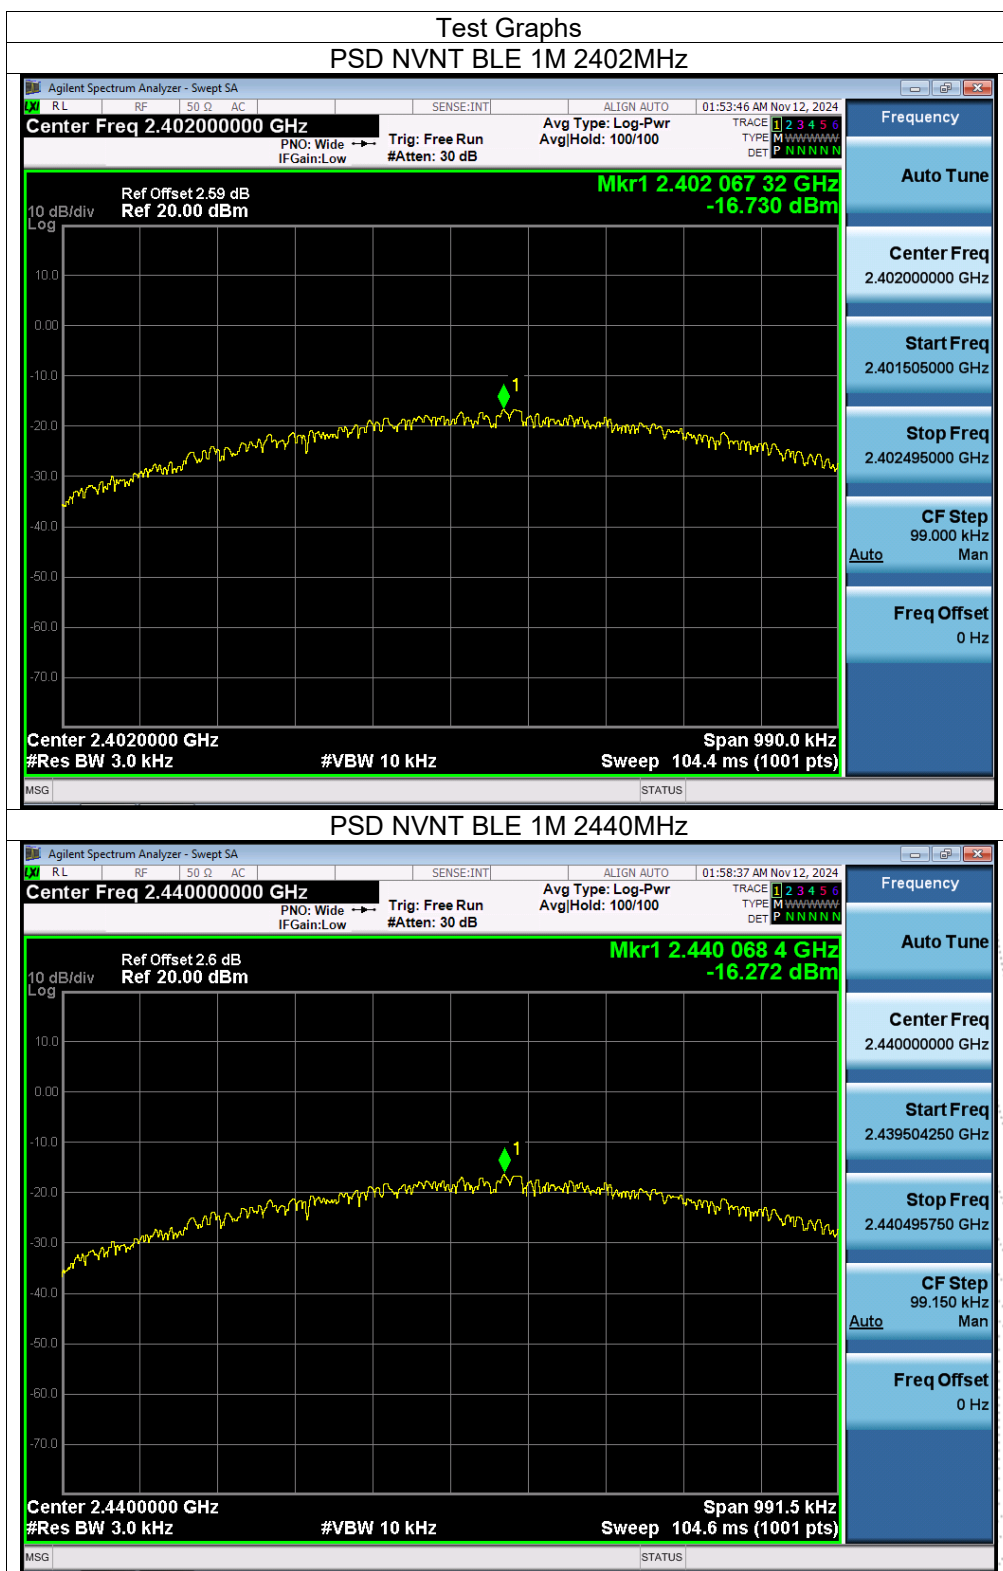 Test Graphs
PSD NVNT BLE 1M 2402MHz
Agilent Spectrum Analyzer - Swept SA
LXI RL RF 50 Ω AC SENSE:INT ALIGN AUTO 01:53:46 AM Nov 12, 2024
Center Freq 2.402000000 GHz
PNO: Wide
IFGain:Low
Trig: Free Run
#Atten: 30 dB
Avg Type: Log-Pwr
Avg|Hold: 100/100
TRACE 1 2 3 4 5 6
TYPE M WWWWW
DET P N N N N N
Frequency
Mkr1 2.402 067 32 GHz
-16.730 dBm
Ref Offset 2.59 dB
10 dB/div Ref 20.00 dBm
Log
10.0
0.00
-10.0
-20.0
-30.0
-40.0
-50.0
-60.0
-70.0
1
Auto Tune
Center Freq
2.402000000 GHz
Start Freq
2.401505000 GHz
Stop Freq
2.402495000 GHz
CF Step
99.000 kHz
Auto Man
Freq Offset
0 Hz
Center 2.4020000 GHz Span 990.0 kHz
#Res BW 3.0 kHz #VBW 10 kHz Sweep 104.4 ms (1001 pts)
MSG STATUS
PSD NVNT BLE 1M 2440MHz
Agilent Spectrum Analyzer - Swept SA
LXI RL RF 50 Ω AC SENSE:INT ALIGN AUTO 01:58:37 AM Nov 12, 2024
Center Freq 2.440000000 GHz
PNO: Wide
IFGain:Low
Trig: Free Run
#Atten: 30 dB
Avg Type: Log-Pwr
Avg|Hold: 100/100
TRACE 1 2 3 4 5 6
TYPE M WWWWW
DET P N N N N N
Frequency
Mkr1 2.440 068 4 GHz
-16.272 dBm
Ref Offset 2.6 dB
10 dB/div Ref 20.00 dBm
Log
10.0
0.00
-10.0
-20.0
-30.0
-40.0
-50.0
-60.0
-70.0
1
Auto Tune
Center Freq
2.440000000 GHz
Start Freq
2.439504250 GHz
Stop Freq
2.440495750 GHz
CF Step
99.150 kHz
Auto Man
Freq Offset
0 Hz
Center 2.4400000 GHz Span 991.5 kHz
#Res BW 3.0 kHz #VBW 10 kHz Sweep 104.6 ms (1001 pts)
MSG STATUS